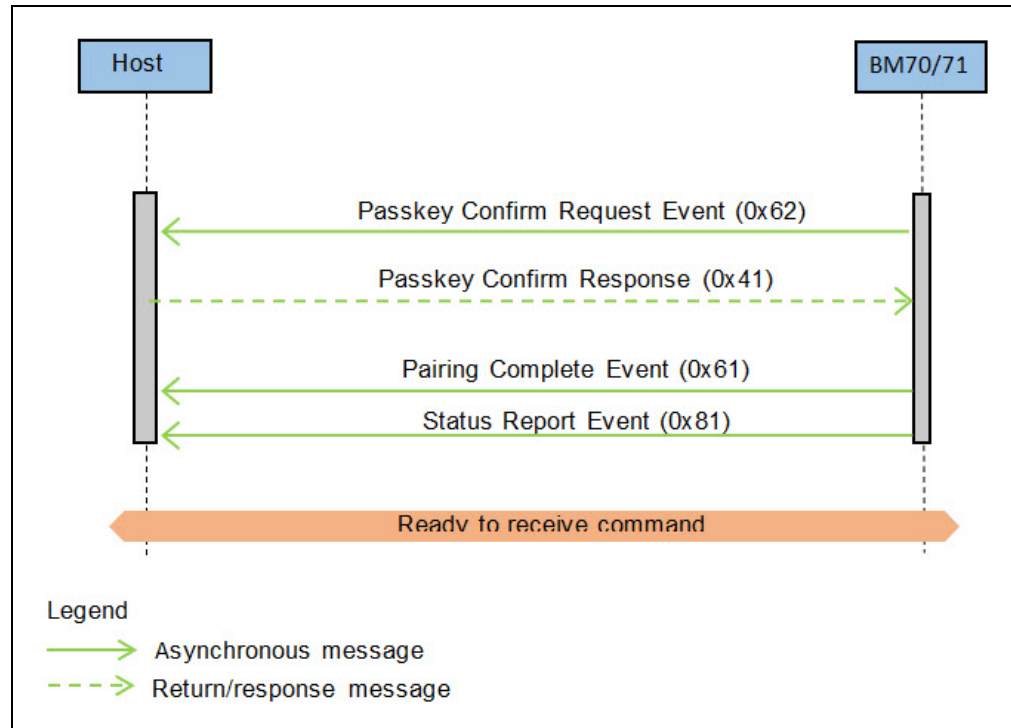 Host
BM70/71
Passkey Confirm Request Event (0x62)
Passkey Confirm Response (0x41)
Pairing Complete Event (0x61)
Status Report Event (0x81)
Ready to receive command
Legend
Asynchronous message
Return/response message